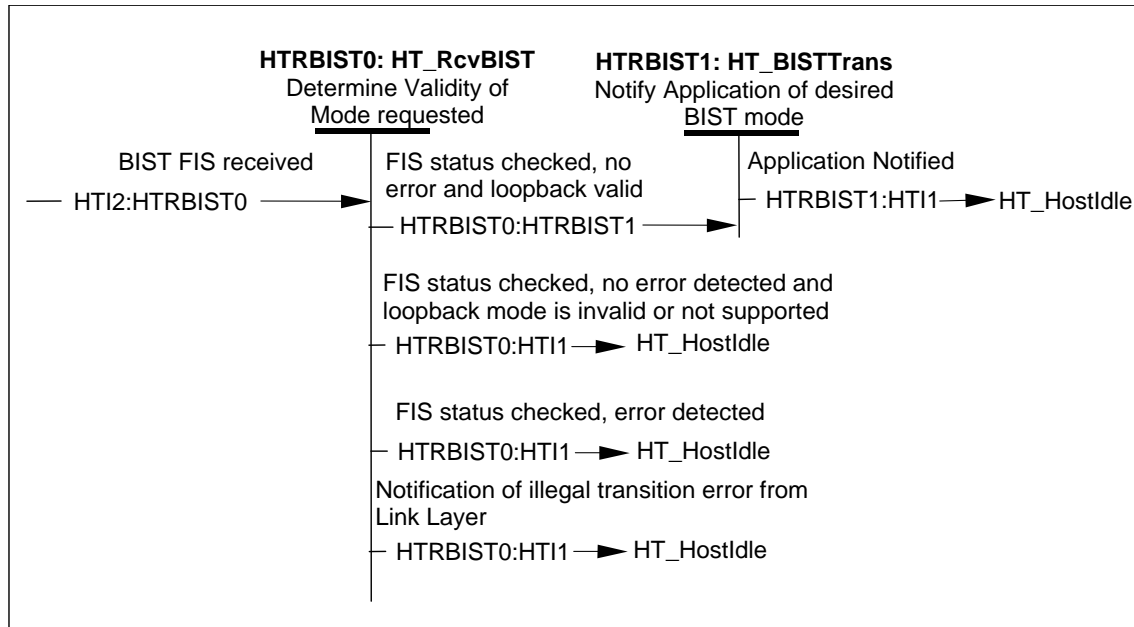 HTRBIST0: HT_RcvBIST
Determine Validity of
Mode requested
HTRBIST1: HT_BISTTrans
Notify Application of desired
BIST mode
BIST FIS received
HTI2:HTRBIST0
FIS status checked, no
error and loopback valid
HTRBIST0:HTRBIST1
Application Notified
HTRBIST1:HTI1
HT_HostIdle
FIS status checked, no error detected and
loopback mode is invalid or not supported
HTRBIST0:HTI1
HT_HostIdle
FIS status checked, error detected
HTRBIST0:HTI1
HT_HostIdle
Notification of illegal transition error from
Link Layer
HTRBIST0:HTI1
HT_HostIdle